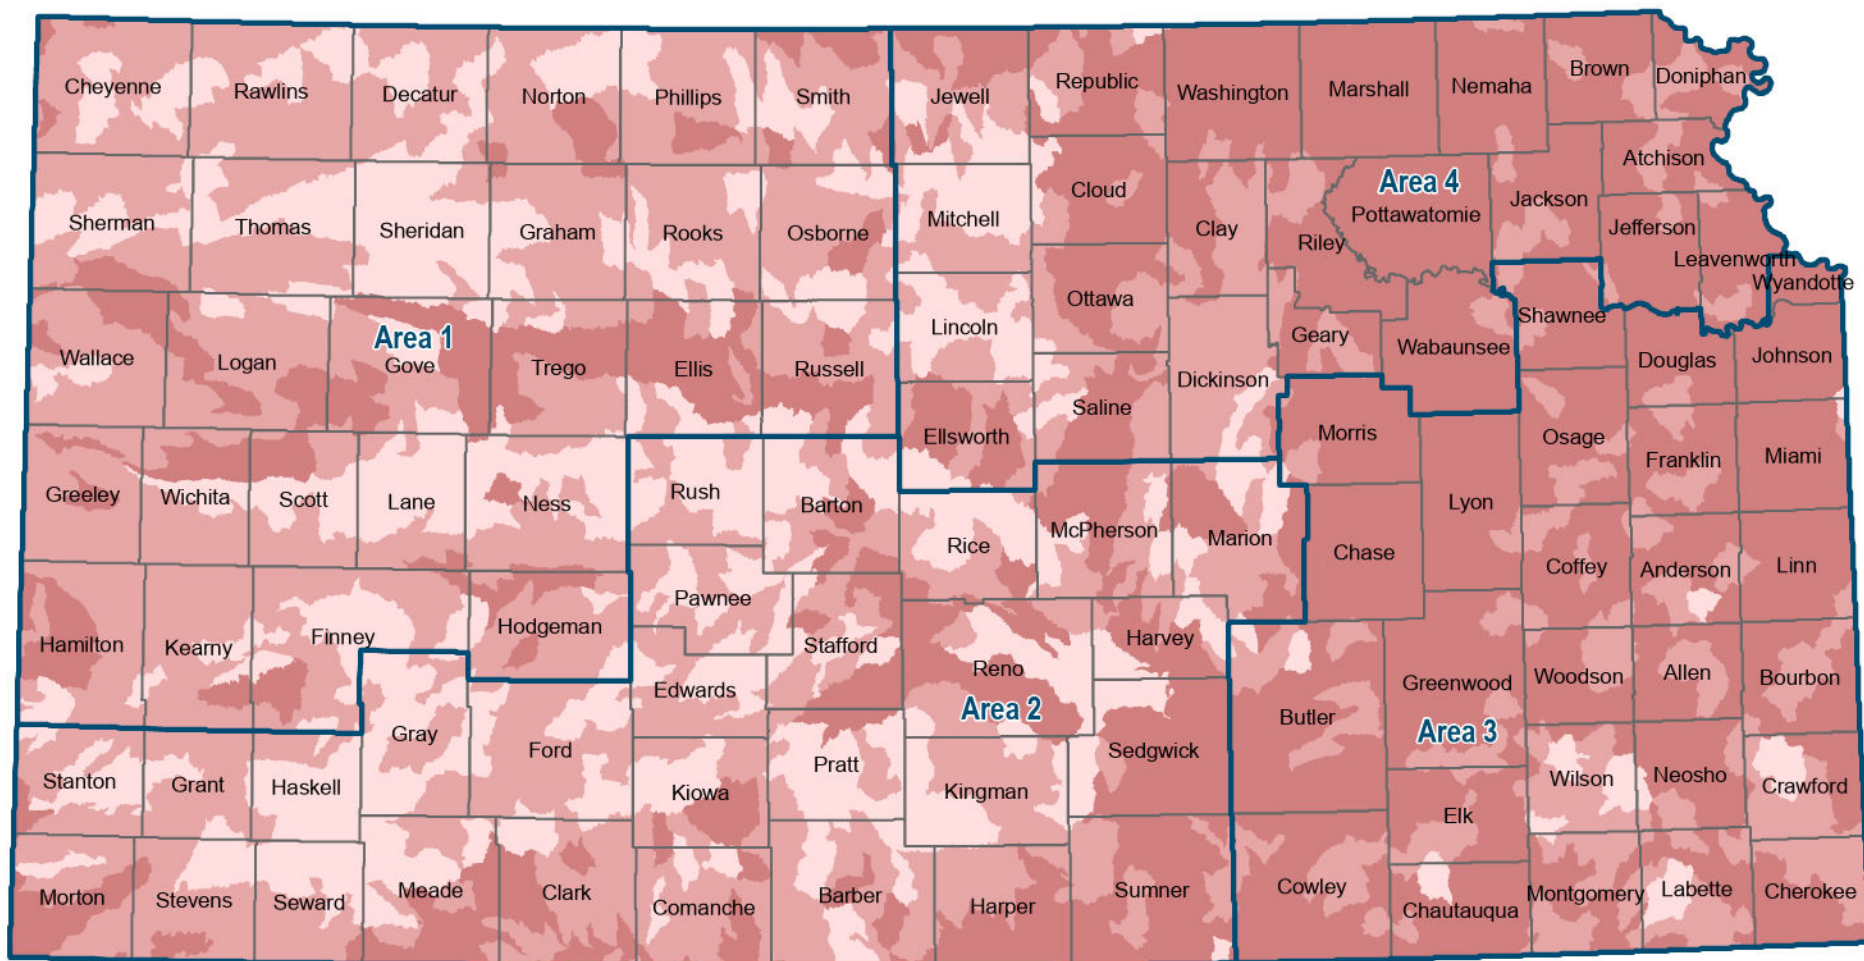 Cheyenne
Rawlins
Decatur
Norton
Phillips
Smith
Jewell
Republic
Washington
Marshall
Nemaha
Brown
Doniphan
Sherman
Thomas
Sheridan
Graham
Rooks
Osborne
Mitchell
Cloud
Clay
Riley
Area 4
Pottawatomie
Jackson
Atchison
Jefferson
Leavenworth
Wyandotte
Wallace
Logan
Area 1
Gove
Trego
Ellis
Russell
Lincoln
Ottawa
Geary
Wabaunsee
Shawnee
Douglas
Johnson
Dickinson
Saline
Ellsworth
Morris
Osage
Franklin
Miami
Greeley
Wichita
Scott
Lane
Ness
Rush
Barton
Rice
McPherson
Marion
Chase
Lyon
Coffey
Anderson
Linn
Hamilton
Kearny
Finney
Hodgeman
Pawnee
Stafford
Edwards
Reno
Harvey
Area 2
Sedgwick
Butler
Greenwood
Area 3
Woodson
Allen
Bourbon
Stanton
Grant
Haskell
Gray
Ford
Kiowa
Pratt
Kingman
Elk
Wilson
Neosho
Crawford
Morton
Stevens
Seward
Meade
Clark
Comanche
Barber
Harper
Sumner
Cowley
Chautauqua
Montgomery
Labette
Cherokee